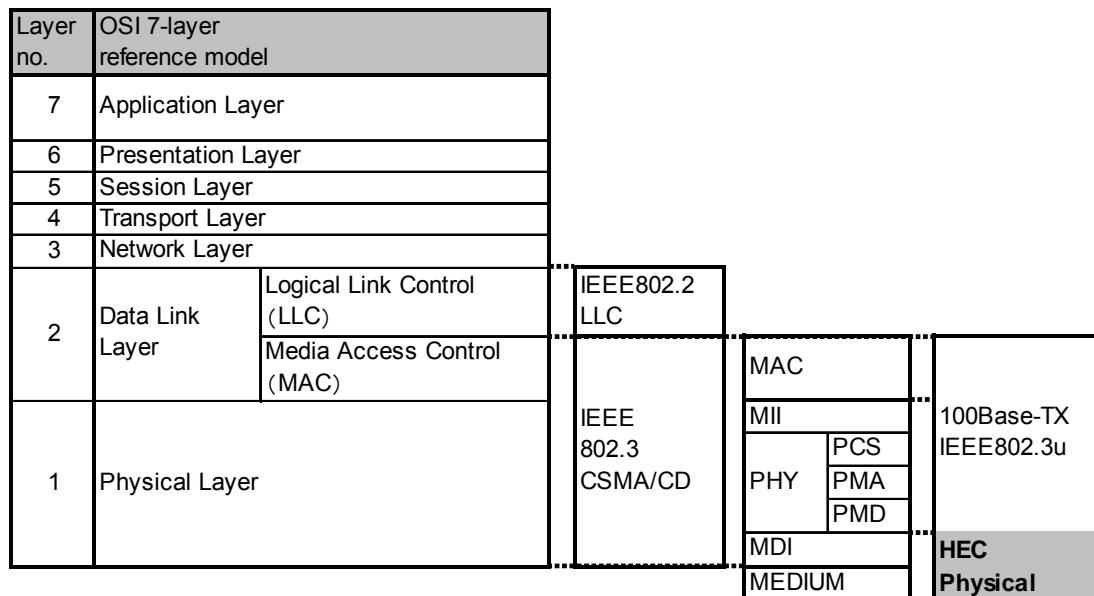 Layer no.
OSI 7-layer reference model
7
Application Layer
6
Presentation Layer
5
Session Layer
4
Transport Layer
3
Network Layer
2
Data Link
Layer
Logical Link Control
（LLC）
Media Access Control
（MAC）
1
Physical Layer
IEEE802.2
LLC
IEEE
802.3
CSMA/CD
MAC
MII
PHY
PCS
PMA
PMD
MDI
MEDIUM
100Base-TX
IEEE802.3u
HEC
Physical